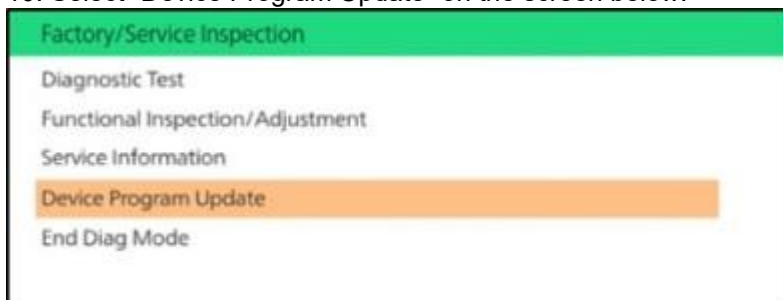 10. Select "Device Program Update" on the screen below.
Factory/Service Inspection
Diagnostic Test
Functional Inspection/Adjustment
Service Information
Device Program Update
End Diag Mode